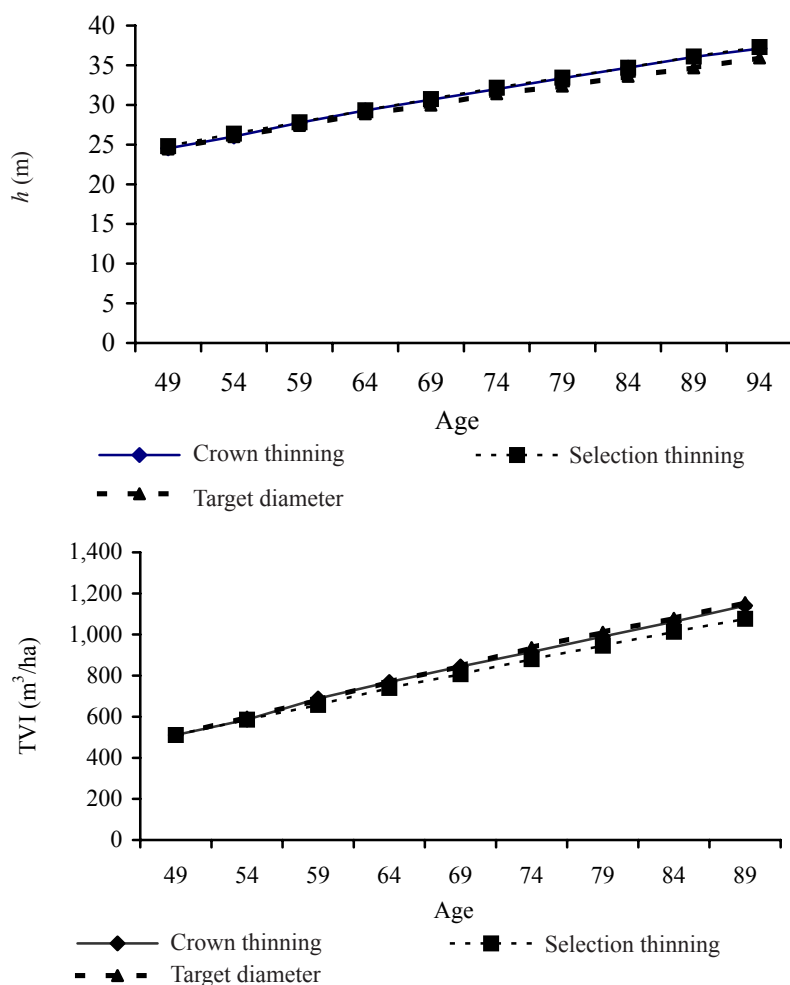 40
35
30
25
20
15
10
5
0
h (m)
49 54 59 64 69 74 79 84 89 94
Age
Crown thinning Selection thinning
Target diameter
1,400
1,200
1,000
800
600
400
200
0
TVI (m³/ha)
49 54 59 64 69 74 79 84 89
Age
Crown thinning Selection thinning
Target diameter